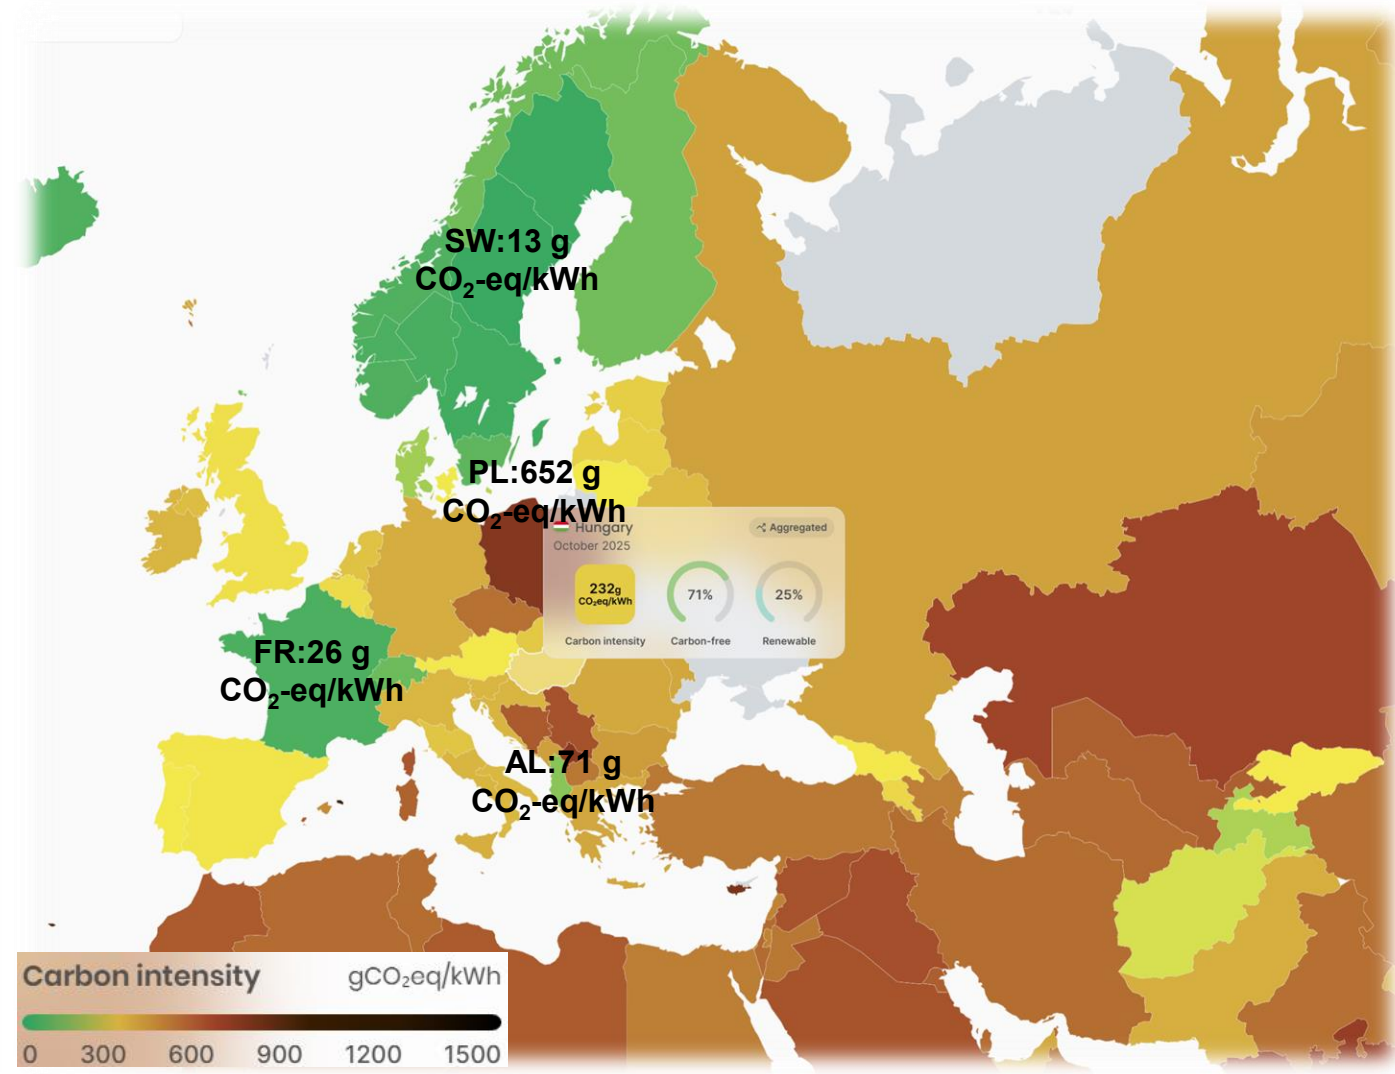 SW:13 g
CO₂-eq/kWh
PL:652 g
CO₂-eq/kWh
Hungary
Aggregated
October 2025
232g
CO₂eq/kWh
71%
25%
Carbon intensity
Carbon-free
Renewable
FR:26 g
CO₂-eq/kWh
AL:71 g
CO₂-eq/kWh
Carbon intensity
gCO₂eq/kWh
0 300 600 900 1200 1500